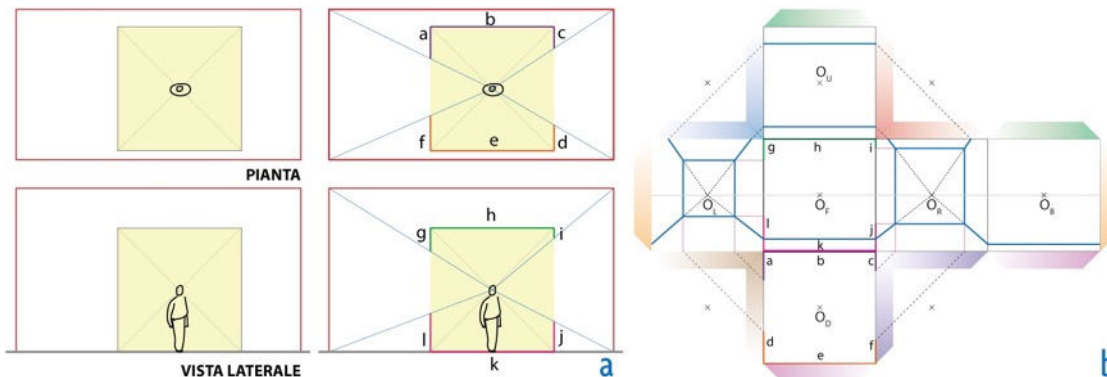 PIANTA
a
b
c
f
e
d
VISTA LATERALE
g
h
i
l
j
k
a
O_U
g
h
i
O_L
O_F
O_R
O_B
l
j
k
a
b
c
O_D
d
e
f
b